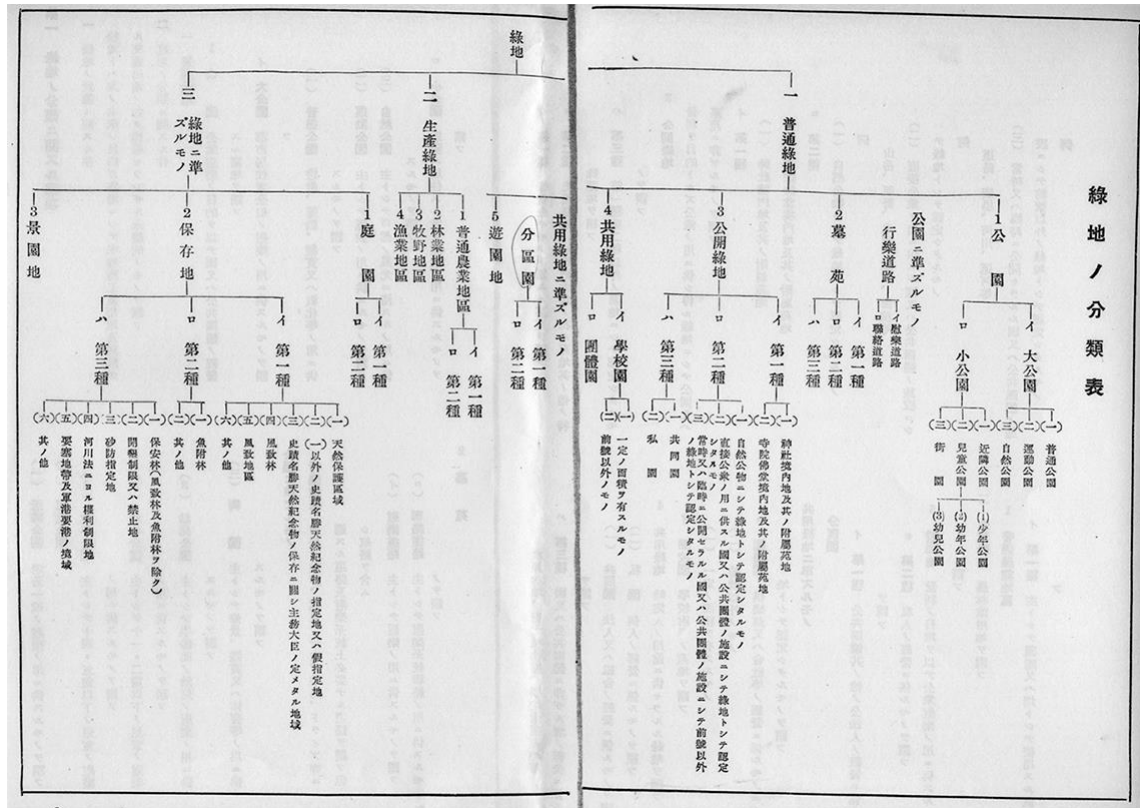 綠地ノ分類表
綠地
一 普通綠地
1 公園
イ 大公園
(一) 普通公園
(二) 運動公園
(三) 自然公園
ロ 小公園
(一) 近隣公園
(二) 兒童公園
(1) 少年公園
(2) 幼年公園
(3) 幼兒公園
(三) 街園
公園ニ準ズルモノ
行樂道路
イ 慰樂道路
ロ 聯絡道路
2 墓苑
イ 第一種
ロ 第二種
ハ 第三種
3 公開綠地
イ 第一種
(一) 神社境內地及其ノ附屬苑地
(二) 寺院佛堂境內地及其ノ附屬苑地
ロ 第二種
(一) 自然公物ニシテ綠地トシテ認定シタルモノ
(二) 直接公衆ノ用ニ供スル國又ハ公共團體ノ施設ニシテ綠地トシテ認定
シタルモノ
(三) 常時又ハ臨時ニ公開セラルル國又ハ公共團體ノ施設ニシテ前號以外
ノ綠地トシテ認定シタルモノ
ハ 第三種
(一) 共同園
(二) 私園
4 共用綠地
イ 學校園
(一) 一定ノ面積ヲ有スルモノ
(二) 前號以外ノモノ
ロ 團體園
共用綠地ニ準ズルモノ
分區園
イ 第一種
ロ 第二種
5 遊園地
二 生產綠地
1 普通農業地區
イ 第一種
ロ 第二種
2 林業地區
3 牧野地區
4 漁業地區
三 綠地ニ準
ズルモノ
1 庭園
イ 第一種
ロ 第二種
2 保存地
イ 第一種
(一) 天然保護區域
(二) (一)以外ノ史蹟名勝天然紀念物ノ指定地又ハ假指定地
(三) 史蹟名勝天然紀念物ノ保存ニ關シ主務大臣ノ定メタル地域
(四) 風致林
(五) 風致地區
(六) 其ノ他
ロ 第二種
(一) 魚附林
(二) 其ノ他
ハ 第三種
(一) 保安林(風致林及魚附林ヲ除ク)
(二) 開墾制限又ハ禁止地
(三) 砂防指定地
(四) 河川法ニヨル權利制限地
(五) 要塞地帶及軍港要港ノ境域
(六) 其ノ他
3 景園地